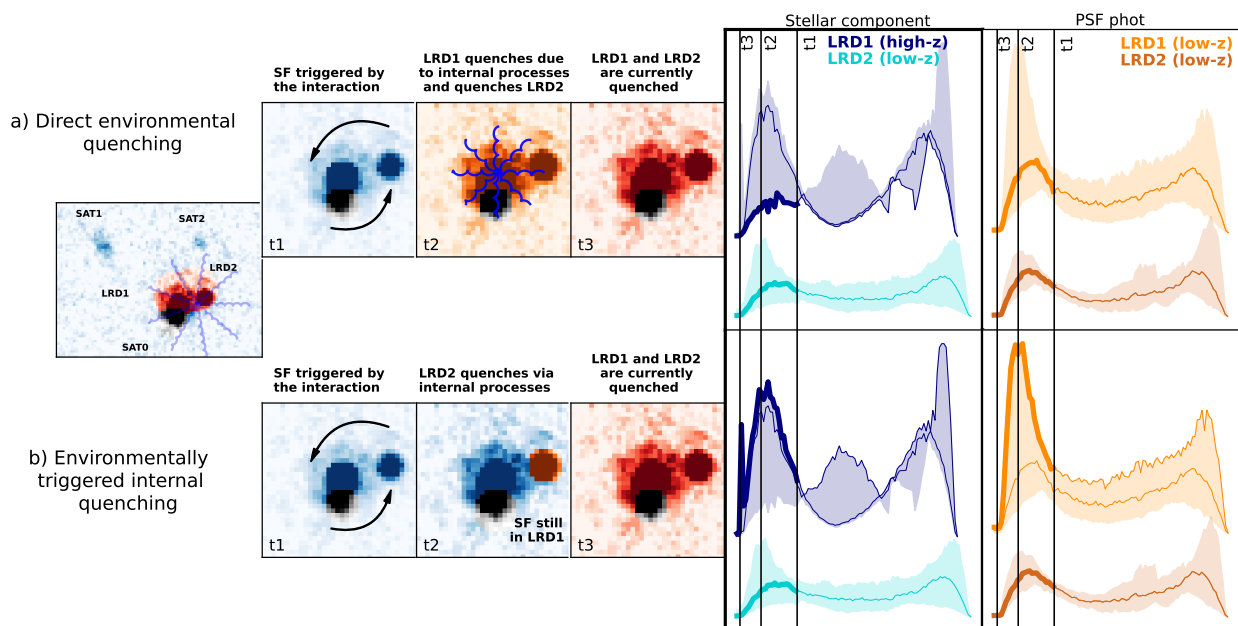 Stellar component
PSF phot
t3
t2
t1
LRD1 (high-z)
LRD2 (low-z)
t3
t2
t1
LRD1 (low-z)
LRD2 (low-z)
a) Direct environmental
quenching
SF triggered by
the interaction
LRD1 quenches due
to internal processes
and quenches LRD2
LRD1 and LRD2
are currently
quenched
t1
t2
t3
SAT1
SAT2
LRD2
LRD1
SAT0
b) Environmentally
triggered internal
quenching
SF triggered by
the interaction
LRD2 quenches via
internal processes
LRD1 and LRD2
are currently
quenched
t1
t2
SF still
in LRD1
t3